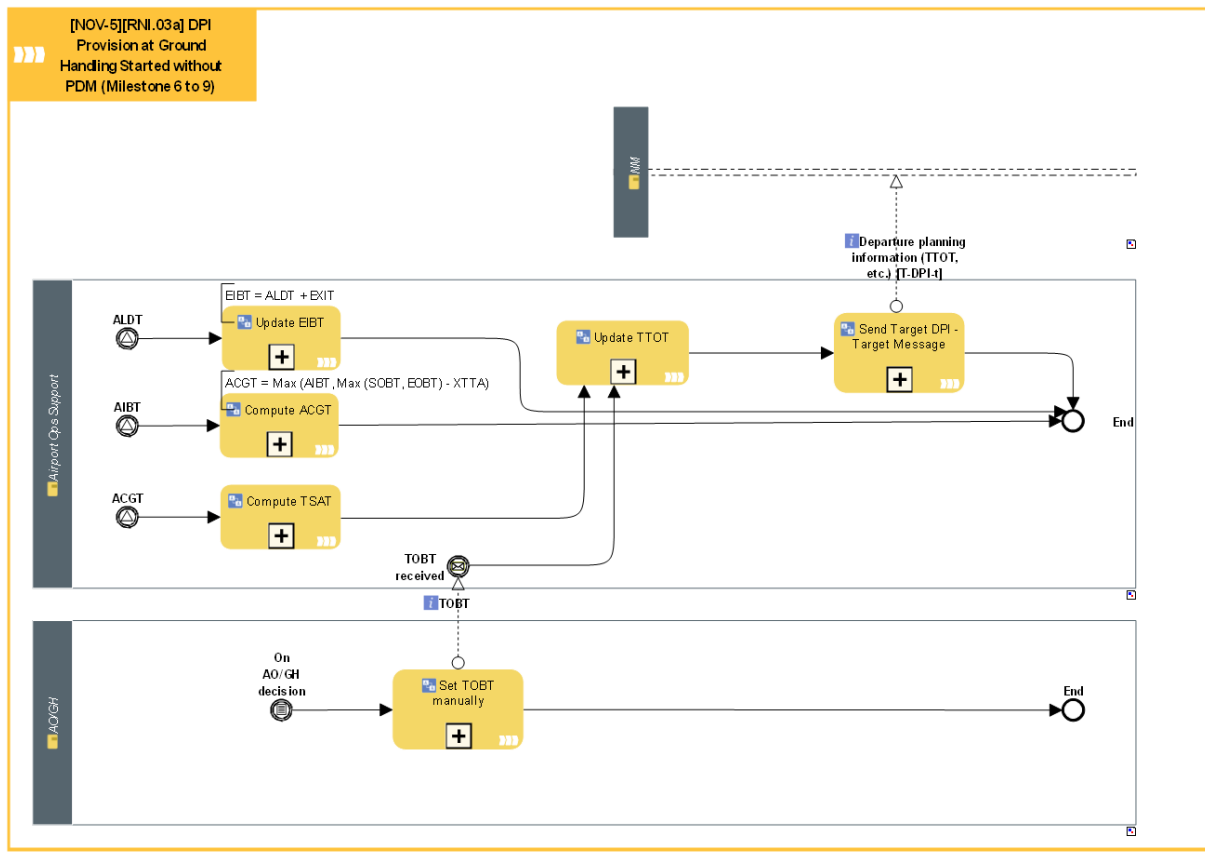 [NOV-5][RNI.03a] DPI
Provision at Ground
Handling Started without
PDM (Milestone 6 to 9)
NM
Departure planning
information (TTOT,
etc.) [T-DPI-t]
Airport Ops Support
EIBT = ALDT + EXIT
ALDT
Update EIBT
Update TTOT
Send Target DPI -
Target Message
ACGT = Max (AIBT, Max (SOBT, EOBT) - XTTA)
AIBT
Compute ACGT
End
ACGT
Compute TSAT
TOBT
received
TOBT
AO/GH
On
AO/GH
decision
Set TOBT
manually
End